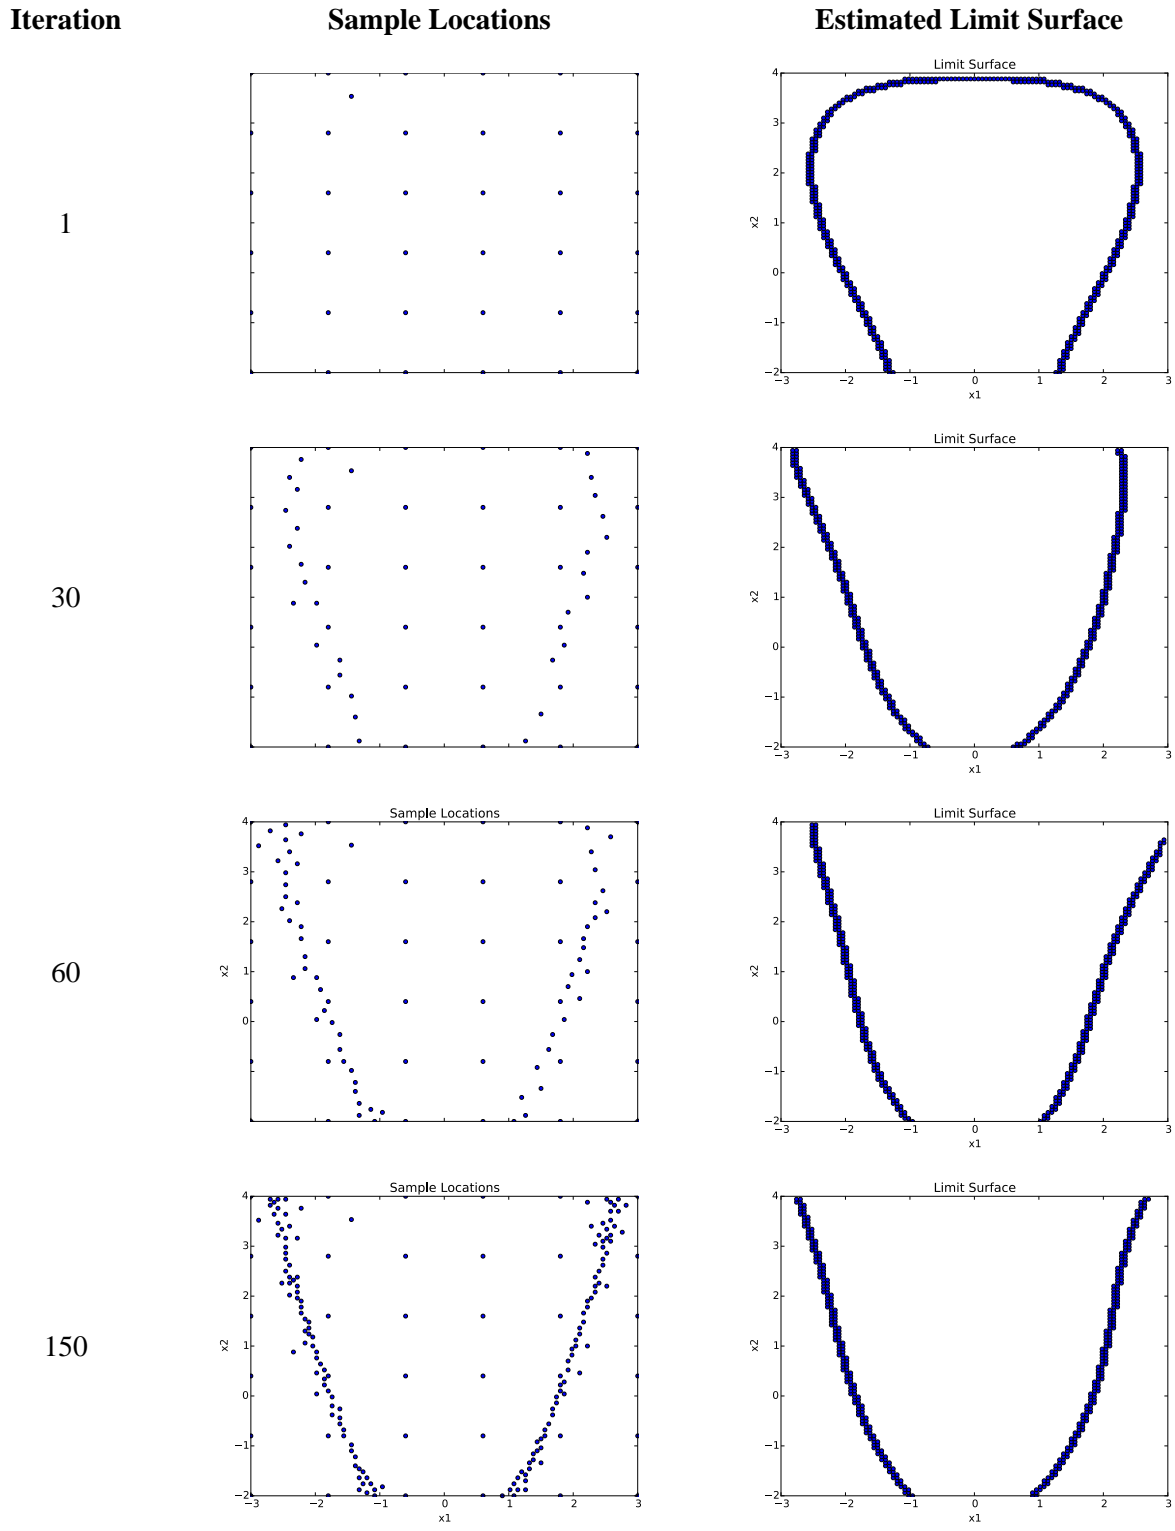 Iteration Sample Locations Estimated Limit Surface
1
Limit Surface
4
3
2
1
0
−1
−2
x2
−3 −2 −1 0 1 2 3
x1
30
Limit Surface
4
3
2
1
0
−1
−2
x2
−3 −2 −1 0 1 2 3
x1
60
Sample Locations
4
3
2
1
0
−1
x2
Limit Surface
4
3
2
1
0
−1
−2
x2
−3 −2 −1 0 1 2 3
x1
150
Sample Locations
4
3
2
1
0
−1
−2
x2
−3 −2 −1 0 1 2 3
x1
Limit Surface
4
3
2
1
0
−1
−2
x2
−3 −2 −1 0 1 2 3
x1